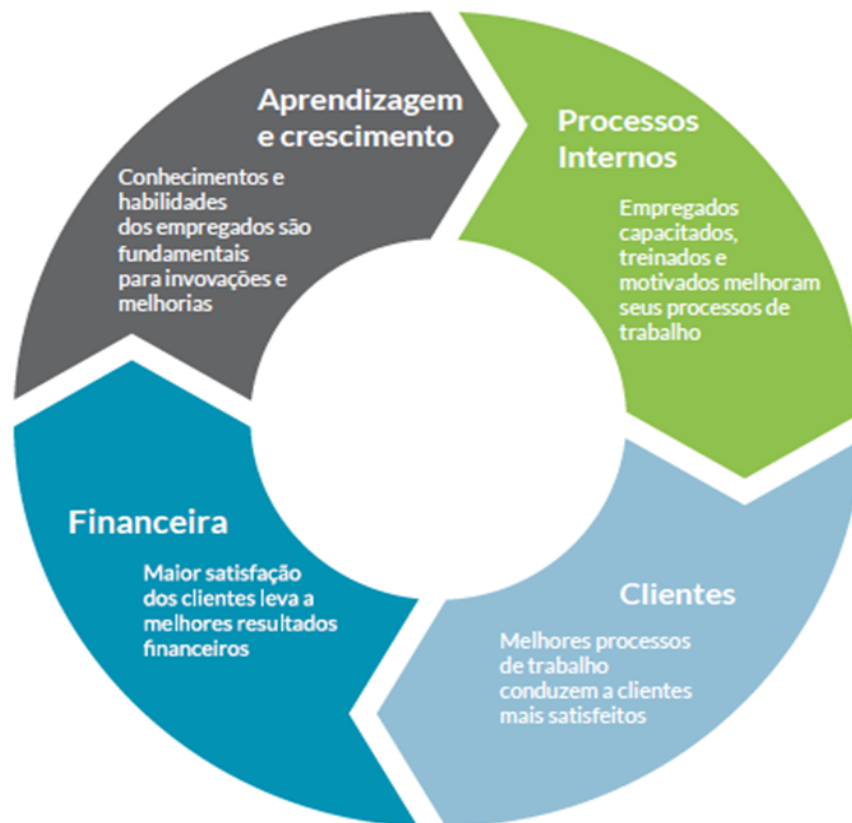 Aprendizagem
e crescimento
Conhecimentos e
habilidades
dos empregados são
fundamentais
para invovações e
melhorias
Processos
Internos
Empregados
capacitados,
treinados e
motivados melhoram
seus processos de
trabalho
Clientes
Melhores processos
de trabalho
conduzem a clientes
mais satisfeitos
Financeira
Maior satisfação
dos clientes leva a
melhores resultados
financeiros